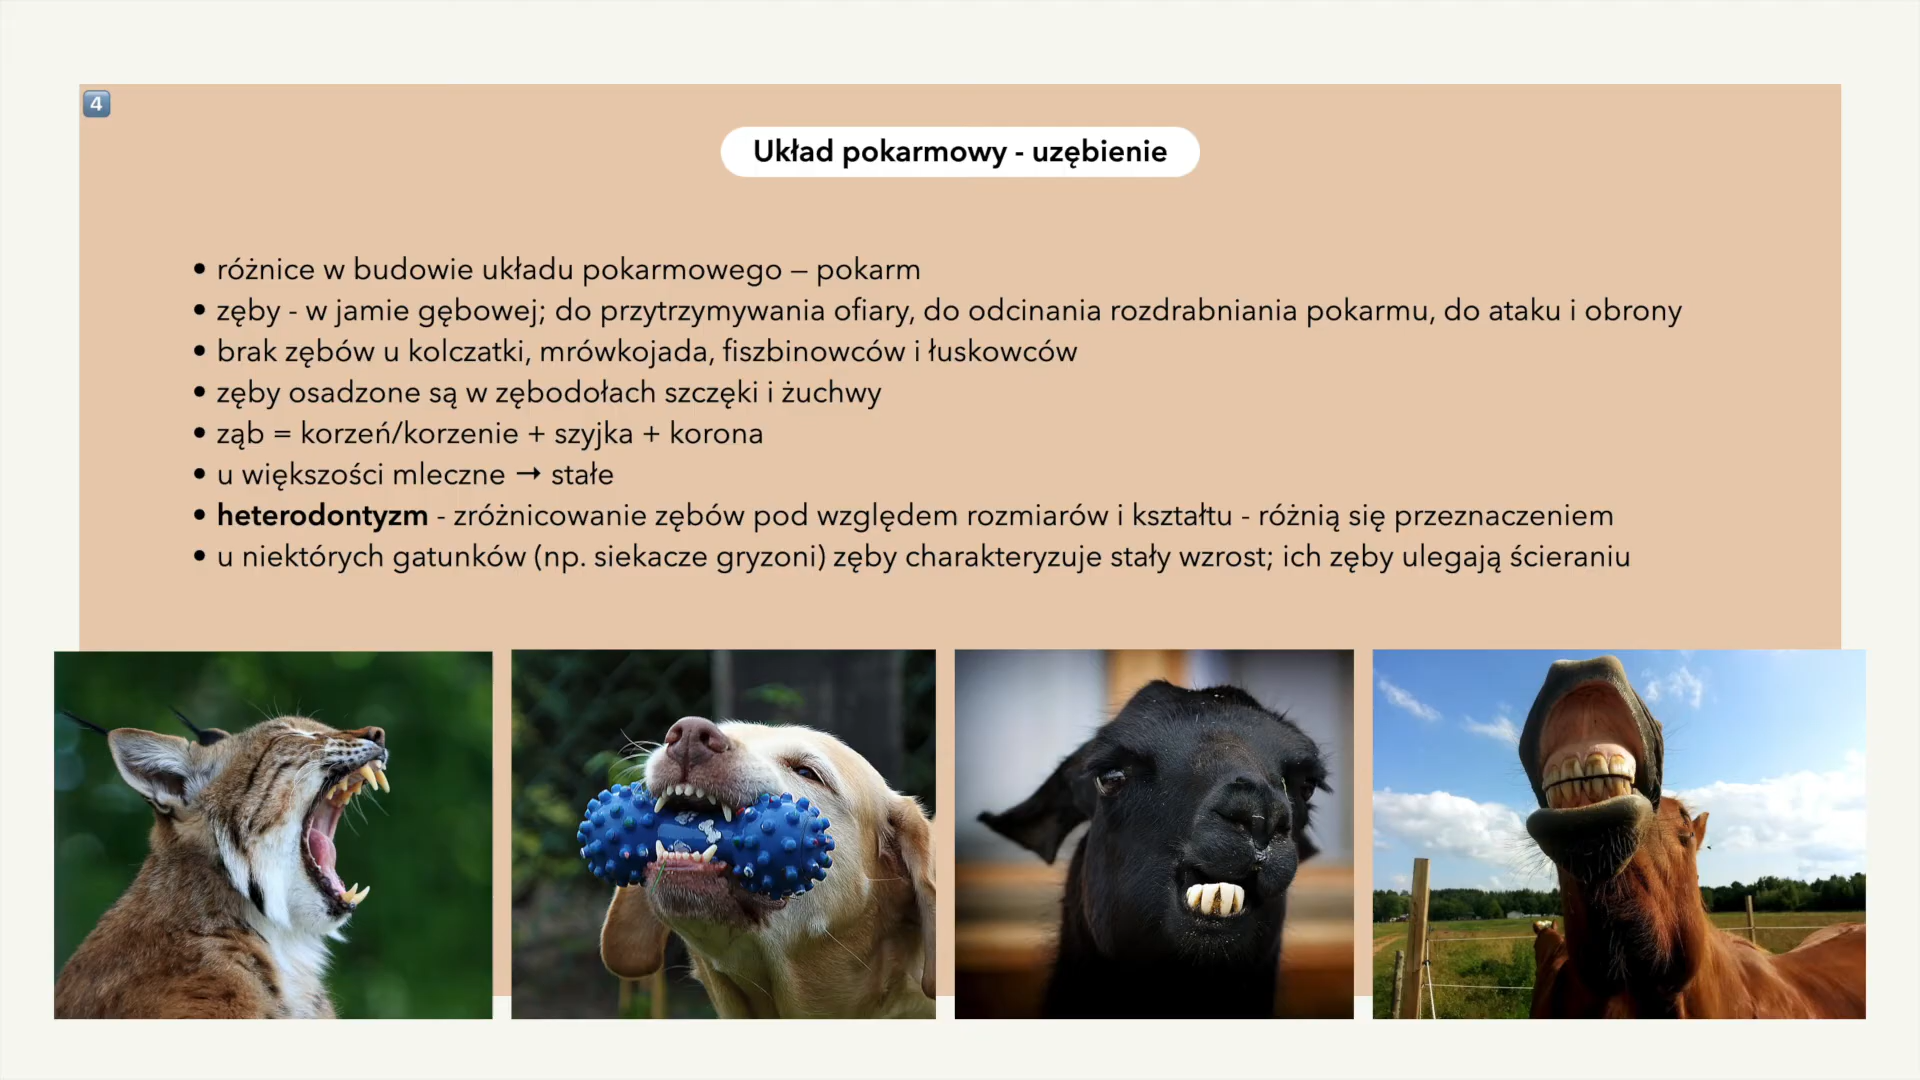 4
Układ pokarmowy - uzębienie
• różnice w budowie układu pokarmowego – pokarm
• zęby - w jamie gębowej; do przytrzymywania ofiary, do odcinania rozdrabniania pokarmu, do ataku i obrony
• brak zębów u kolczatki, mrówkojada, fiszbinowców i łuskowców
• zęby osadzone są w zębodołach szczęki i żuchwy
• ząb = korzeń/korzenie + szyjka + korona
• u większości mleczne → stałe
• heterodontyzm - zróżnicowanie zębów pod względem rozmiarów i kształtu - różnią się przeznaczeniem
• u niektórych gatunków (np. siekacze gryzoni) zęby charakteryzuje stały wzrost; ich zęby ulegają ścieraniu